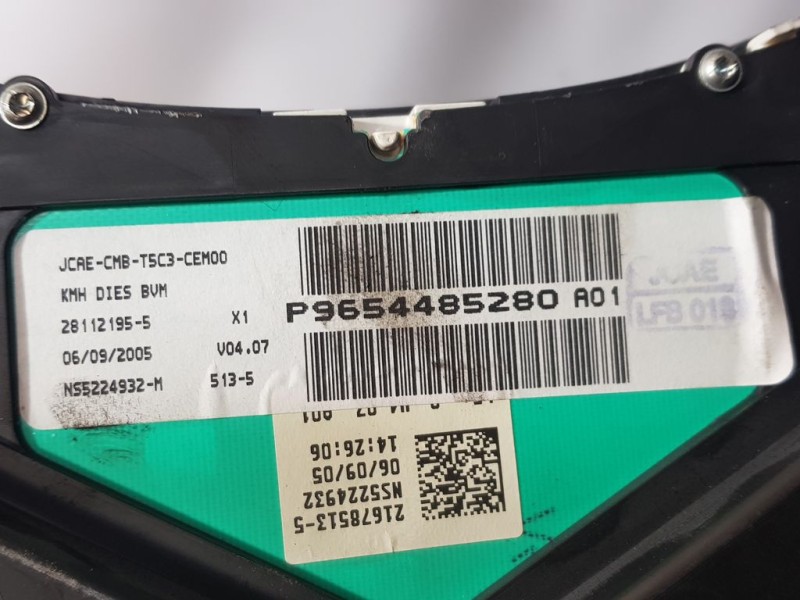 JCAE-CMB-T5C3-CEM00
KMH DIES BVM
28112195-5 X1
06/09/2005 V04.07
NS5224932-M 513-5
P9654485280 A01
JCAE
LFB 018
21678513-5
NS5224932
06/09/05
14:26:06